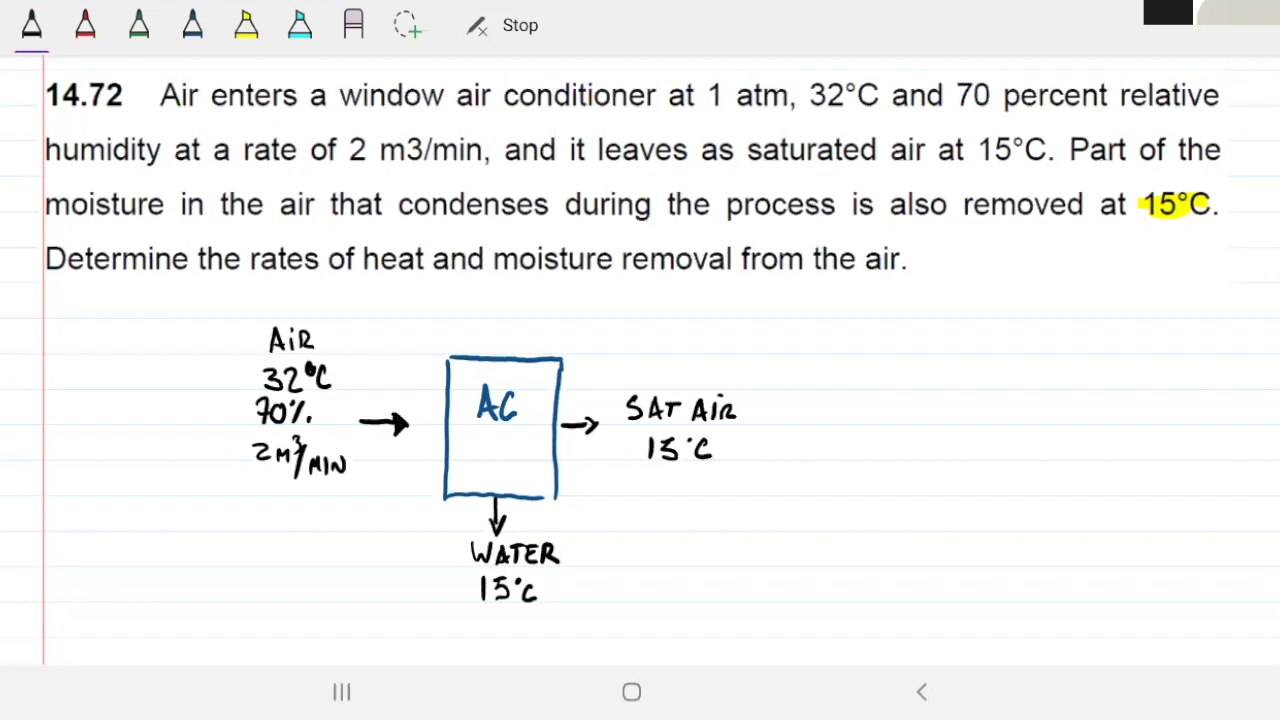 Stop
14.72 Air enters a window air conditioner at 1 atm, 32°C and 70 percent relative
humidity at a rate of 2 m3/min, and it leaves as saturated air at 15°C. Part of the
moisture in the air that condenses during the process is also removed at 15°C.
Determine the rates of heat and moisture removal from the air.
AiR
32°C
70%.
2M³/MIN
AC
SAT AiR
15°C
WATER
15°C